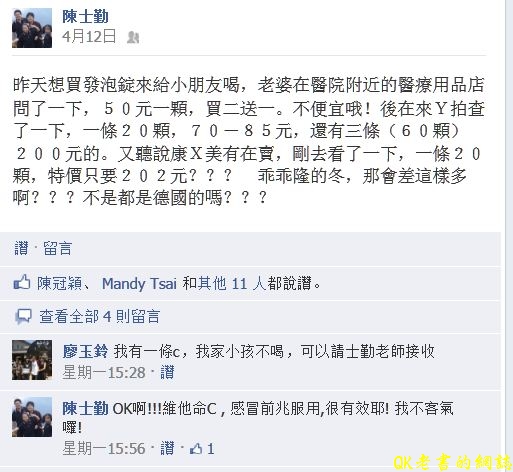 陳士勤
4月12日
昨天想買發泡錠來給小朋友喝，老婆在醫院附近的醫療用品店
問了一下，５０元一顆，買二送一。不便宜哦！後在來Ｙ拍查
了一下，一條２０顆，７０－８５元，還有三條（６０顆）
２００元的。又聽說康Ｘ美有在賣，剛去看了一下，一條２０
顆，特價只要２０２元？？？　乖乖隆的冬，那會差這樣多
啊？？？不是都是德國的嗎？？？
讚 · 留言
陳冠穎、 Mandy Tsai 和其他 11 人都說讚。
查看全部 4 則留言
廖玉鈴 我有一條c，我家小孩不喝，可以請士勤老師接收
星期一15:28 · 讚
陳士勤 OK啊!!!維他命C , 感冒前兆服用,很有效耶! 我不客氣
囉!
星期一15:56 · 讚 · 1
QK老書的網誌